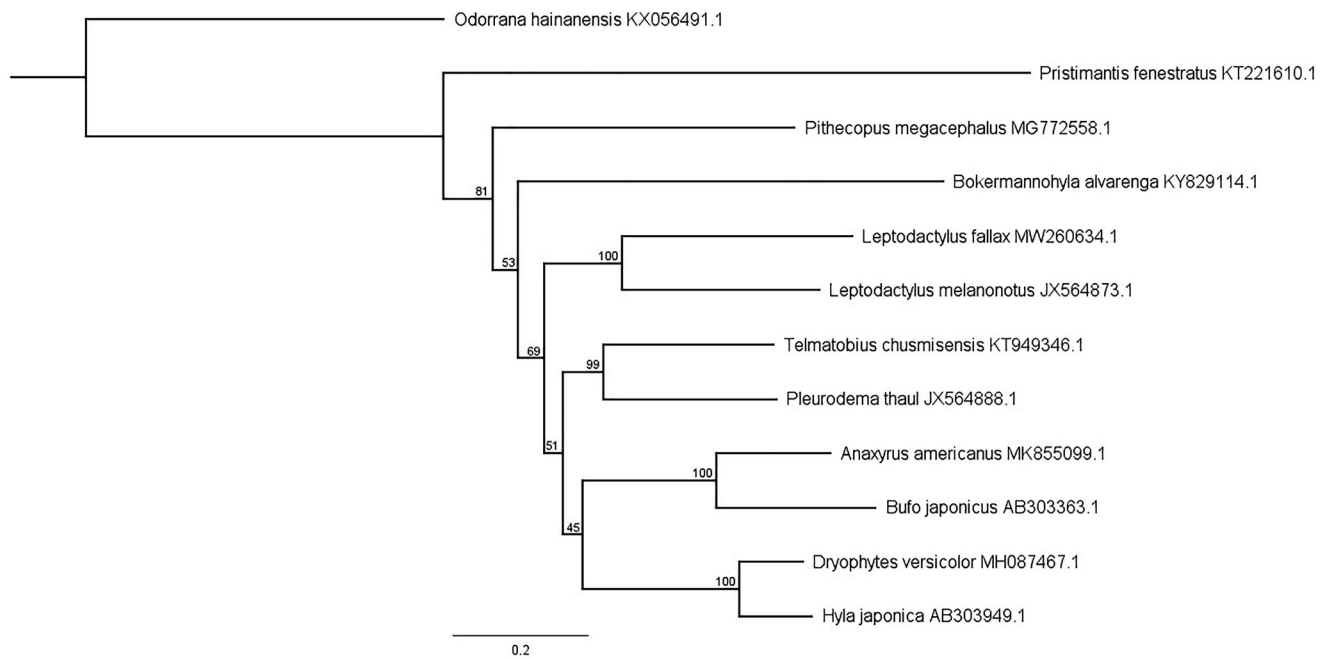 Odorrana hainanensis KX056491.1
Pristimantis fenestratus KT221610.1
Pithecopus megacephalus MG772558.1
81
Bokermannohyla alvarenga KY829114.1
Leptodactylus fallax MW260634.1
100
53
Leptodactylus melanonotus JX564873.1
Telmatobius chusmisensis KT949346.1
69
99
Pleurodema thaul JX564888.1
51
Anaxyrus americanus MK855099.1
100
Bufo japonicus AB303363.1
45
Dryophytes versicolor MH087467.1
100
Hyla japonica AB303949.1
0.2